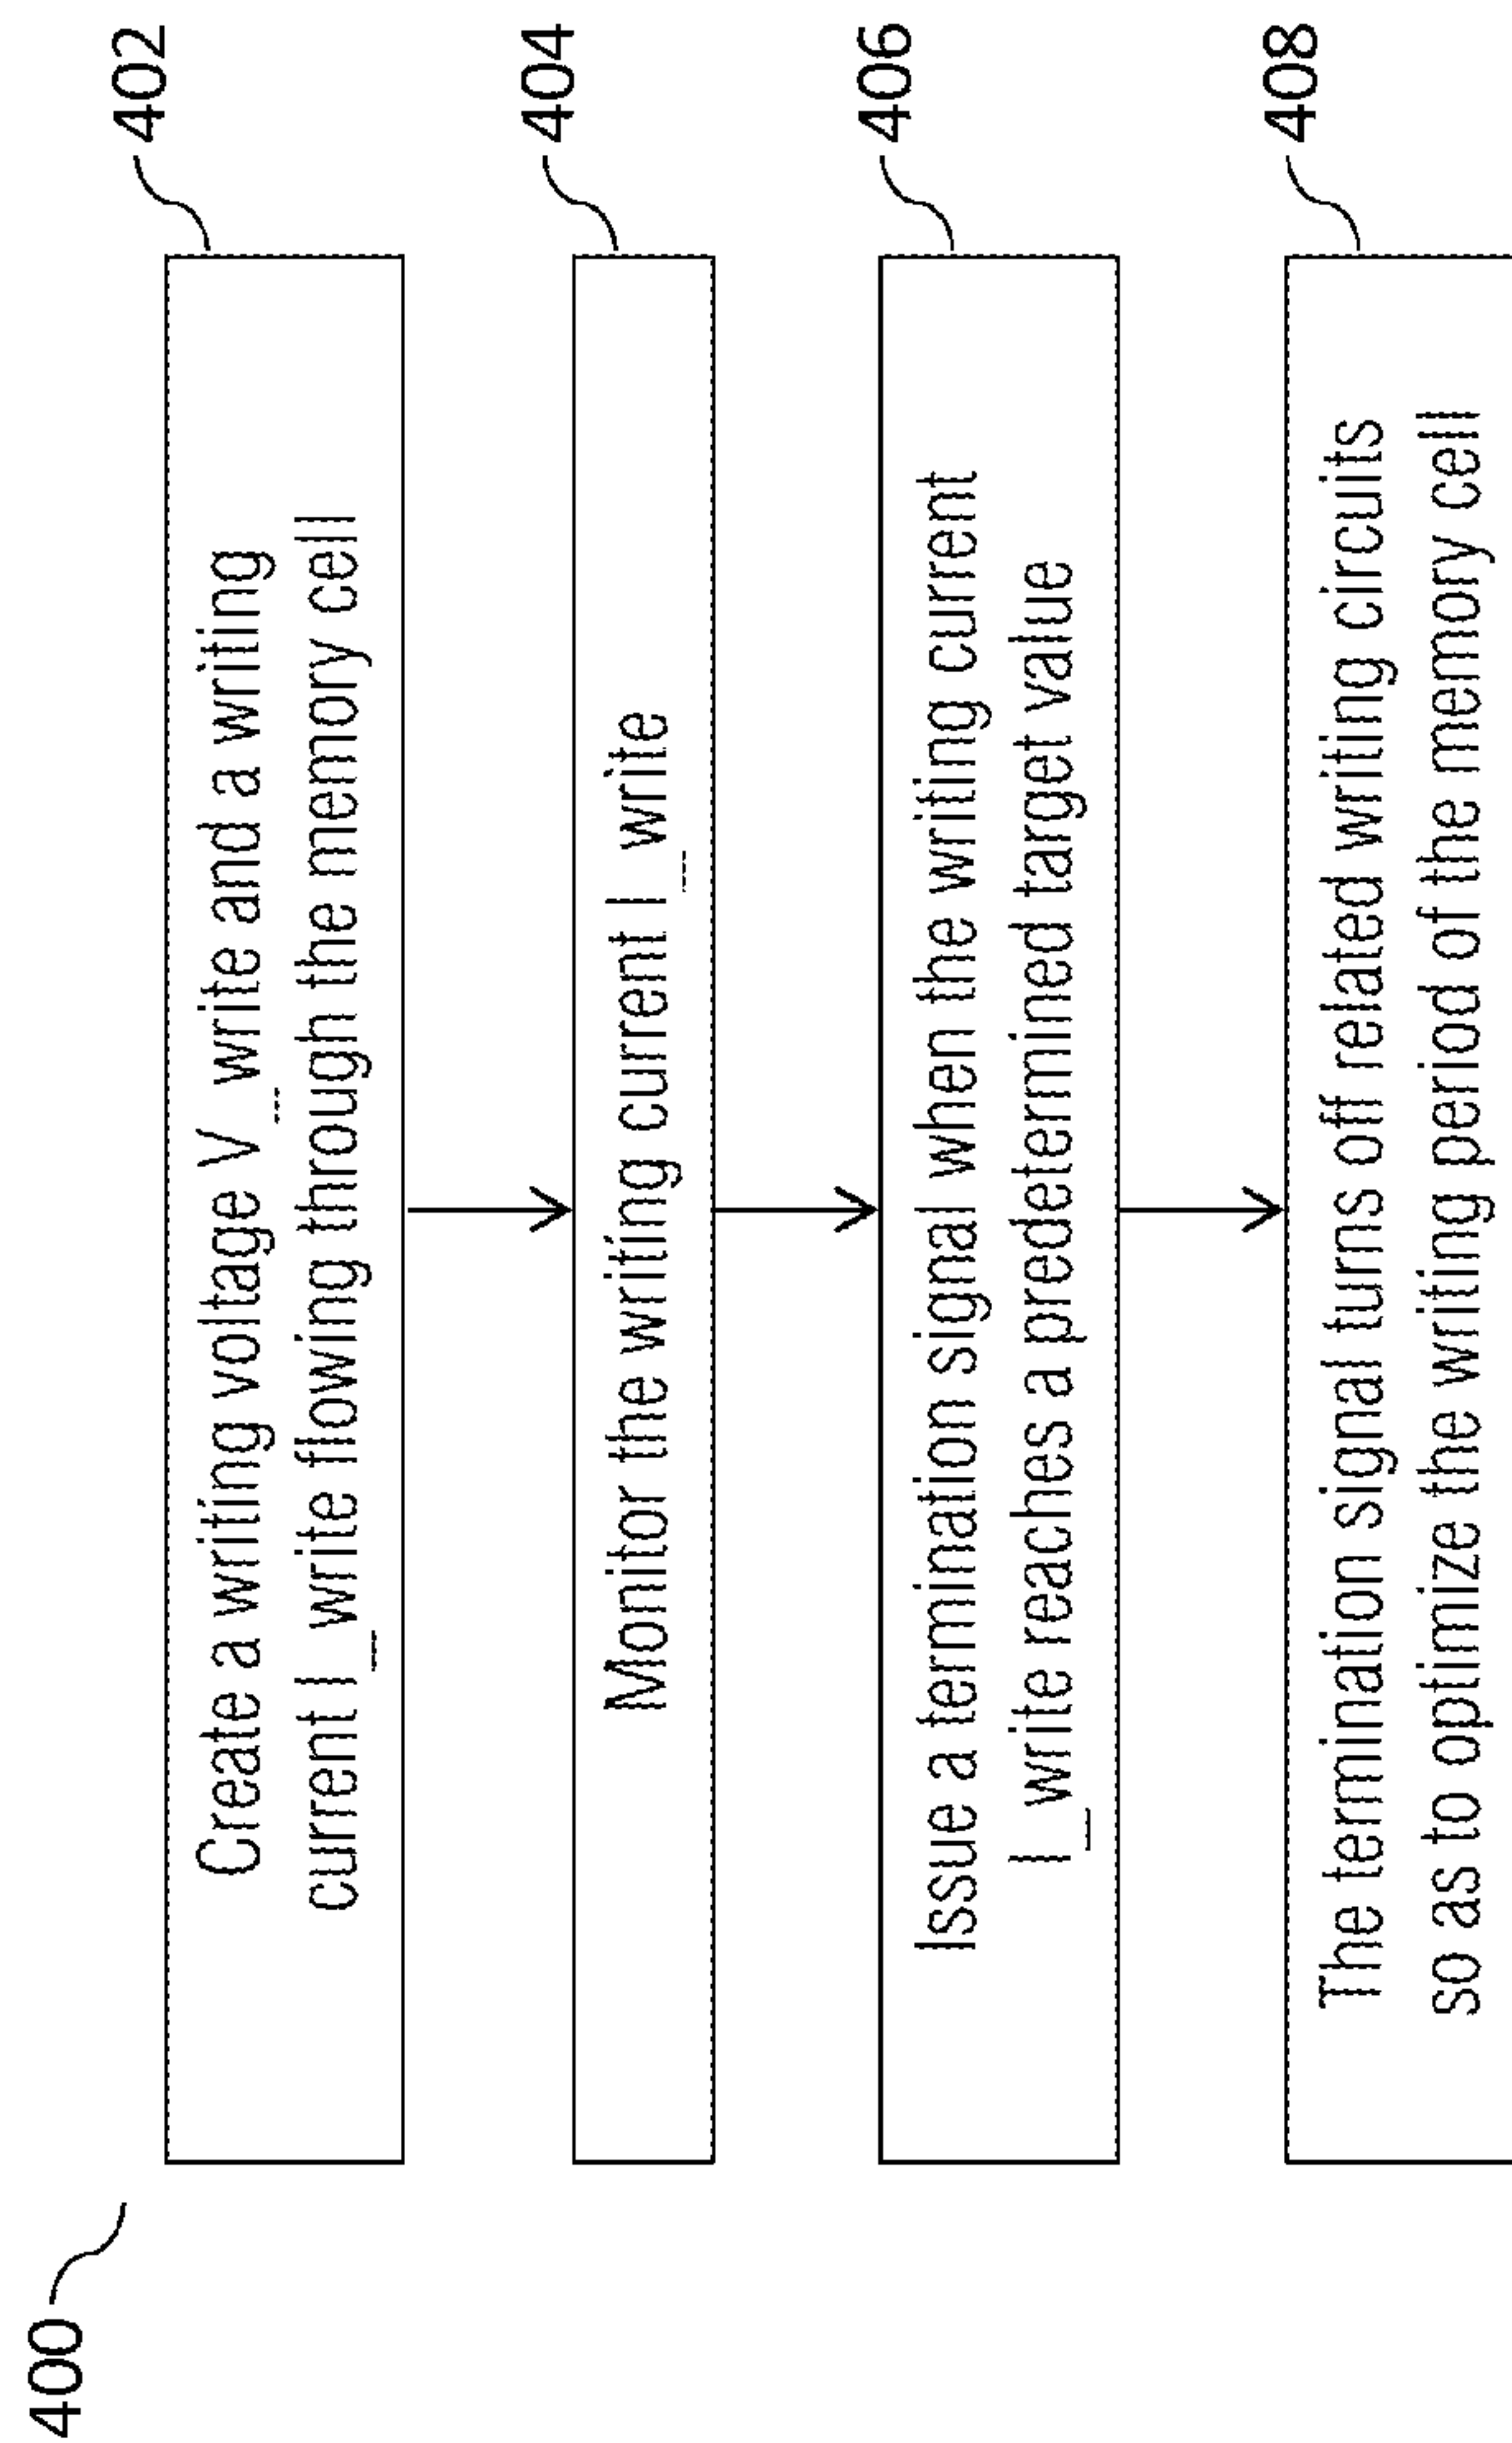 400
402
Create a writing voltage V_write and a writing
current I_write flowing through the memory cell
404
Monitor the writing current I_write
406
Issue a termination signal when the writing current
I_write reaches a predetermined target value
408
The termination signal turns off related writing circuits
so as to optimize the writing period of the memory cell